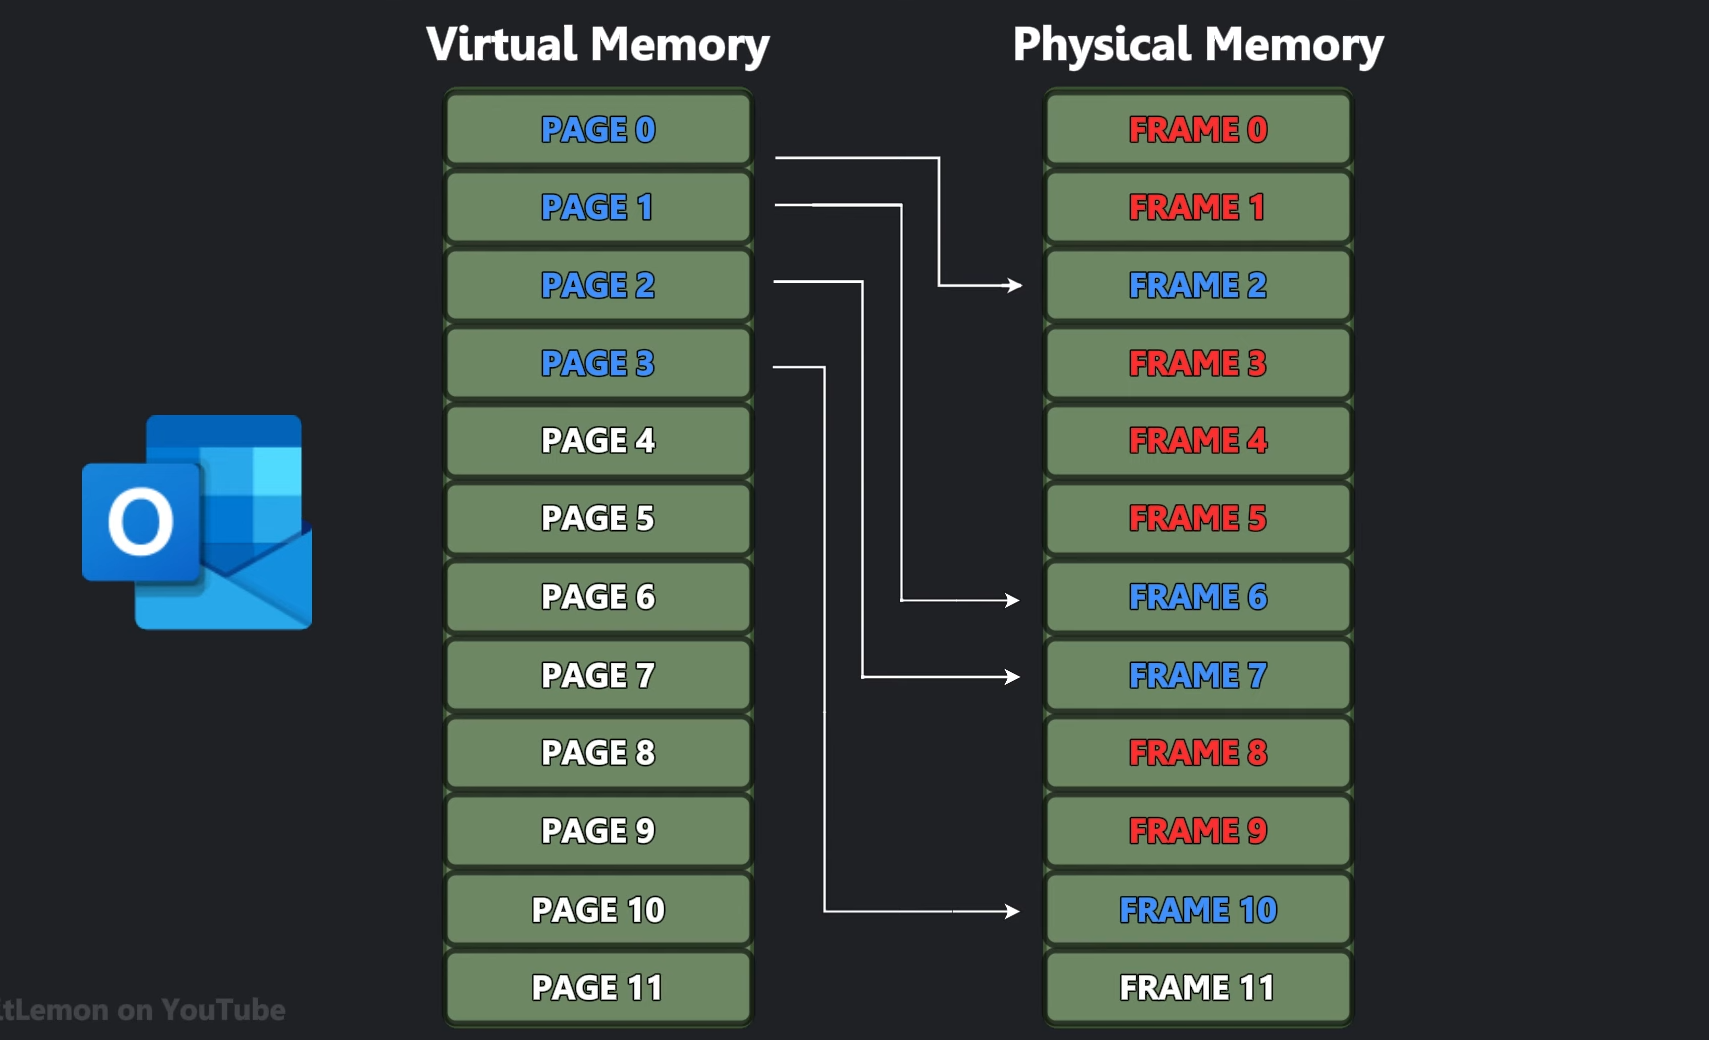 Virtual Memory
PAGE 0
PAGE 1
PAGE 2
PAGE 3
PAGE 4
PAGE 5
PAGE 6
PAGE 7
PAGE 8
PAGE 9
PAGE 10
PAGE 11
Physical Memory
FRAME 0
FRAME 1
FRAME 2
FRAME 3
FRAME 4
FRAME 5
FRAME 6
FRAME 7
FRAME 8
FRAME 9
FRAME 10
FRAME 11
O
tLemon on YouTube